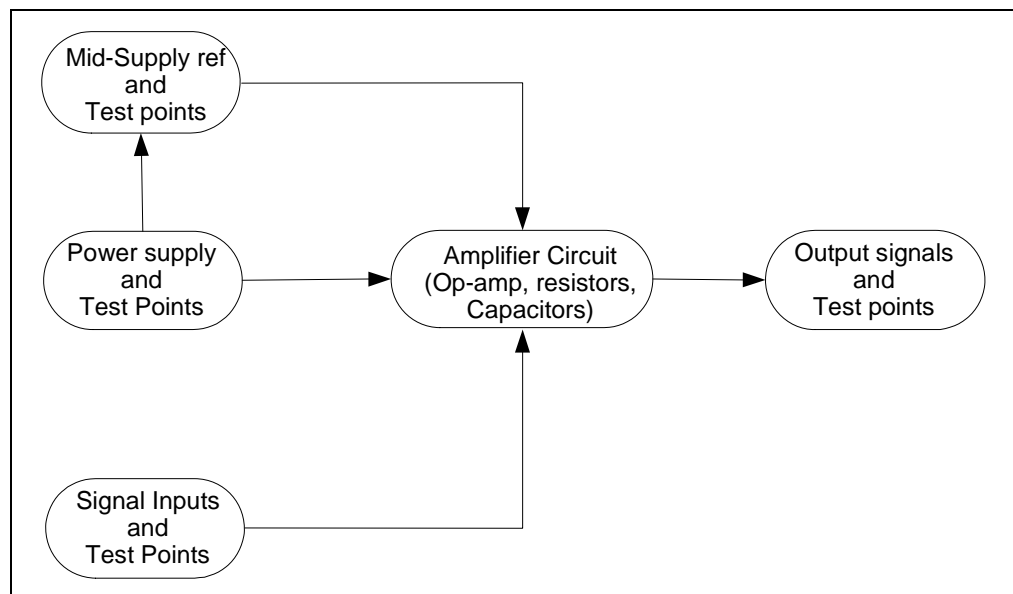 Mid-Supply ref
and
Test points
Power supply
and
Test Points
Amplifier Circuit
(Op-amp, resistors,
Capacitors)
Output signals
and
Test points
Signal Inputs
and
Test Points